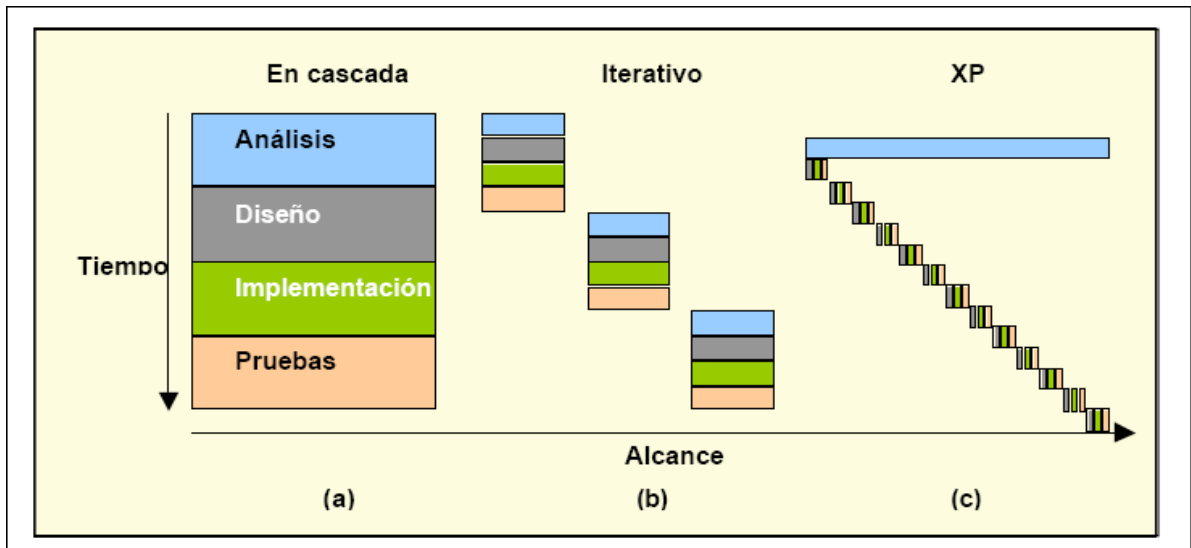 En cascada Iterativo XP
Análisis
Diseño
Tiempo
Implementación
Pruebas
Alcance
(a) (b) (c)